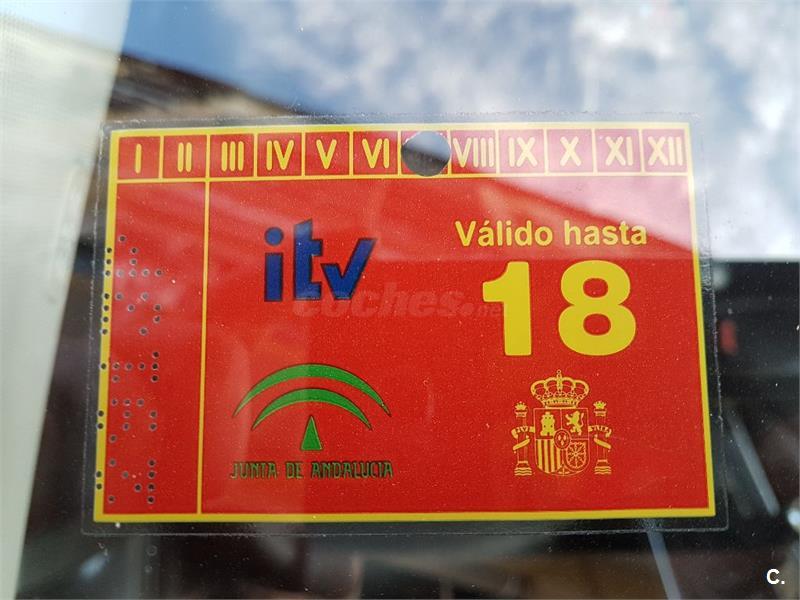 I II III IV V VI VIII IX X XI XII
itv
Válido hasta
18
coches.net
JUNTA DE ANDALUCIA
C.